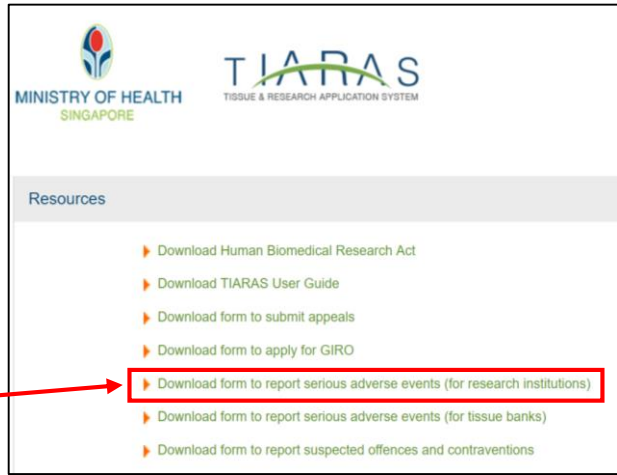 MINISTRY OF HEALTH
SINGAPORE
TIARAS
TISSUE & RESEARCH APPLICATION SYSTEM
Resources
Download Human Biomedical Research Act
Download TIARAS User Guide
Download form to submit appeals
Download form to apply for GIRO
Download form to report serious adverse events (for research institutions)
Download form to report serious adverse events (for tissue banks)
Download form to report suspected offences and contraventions